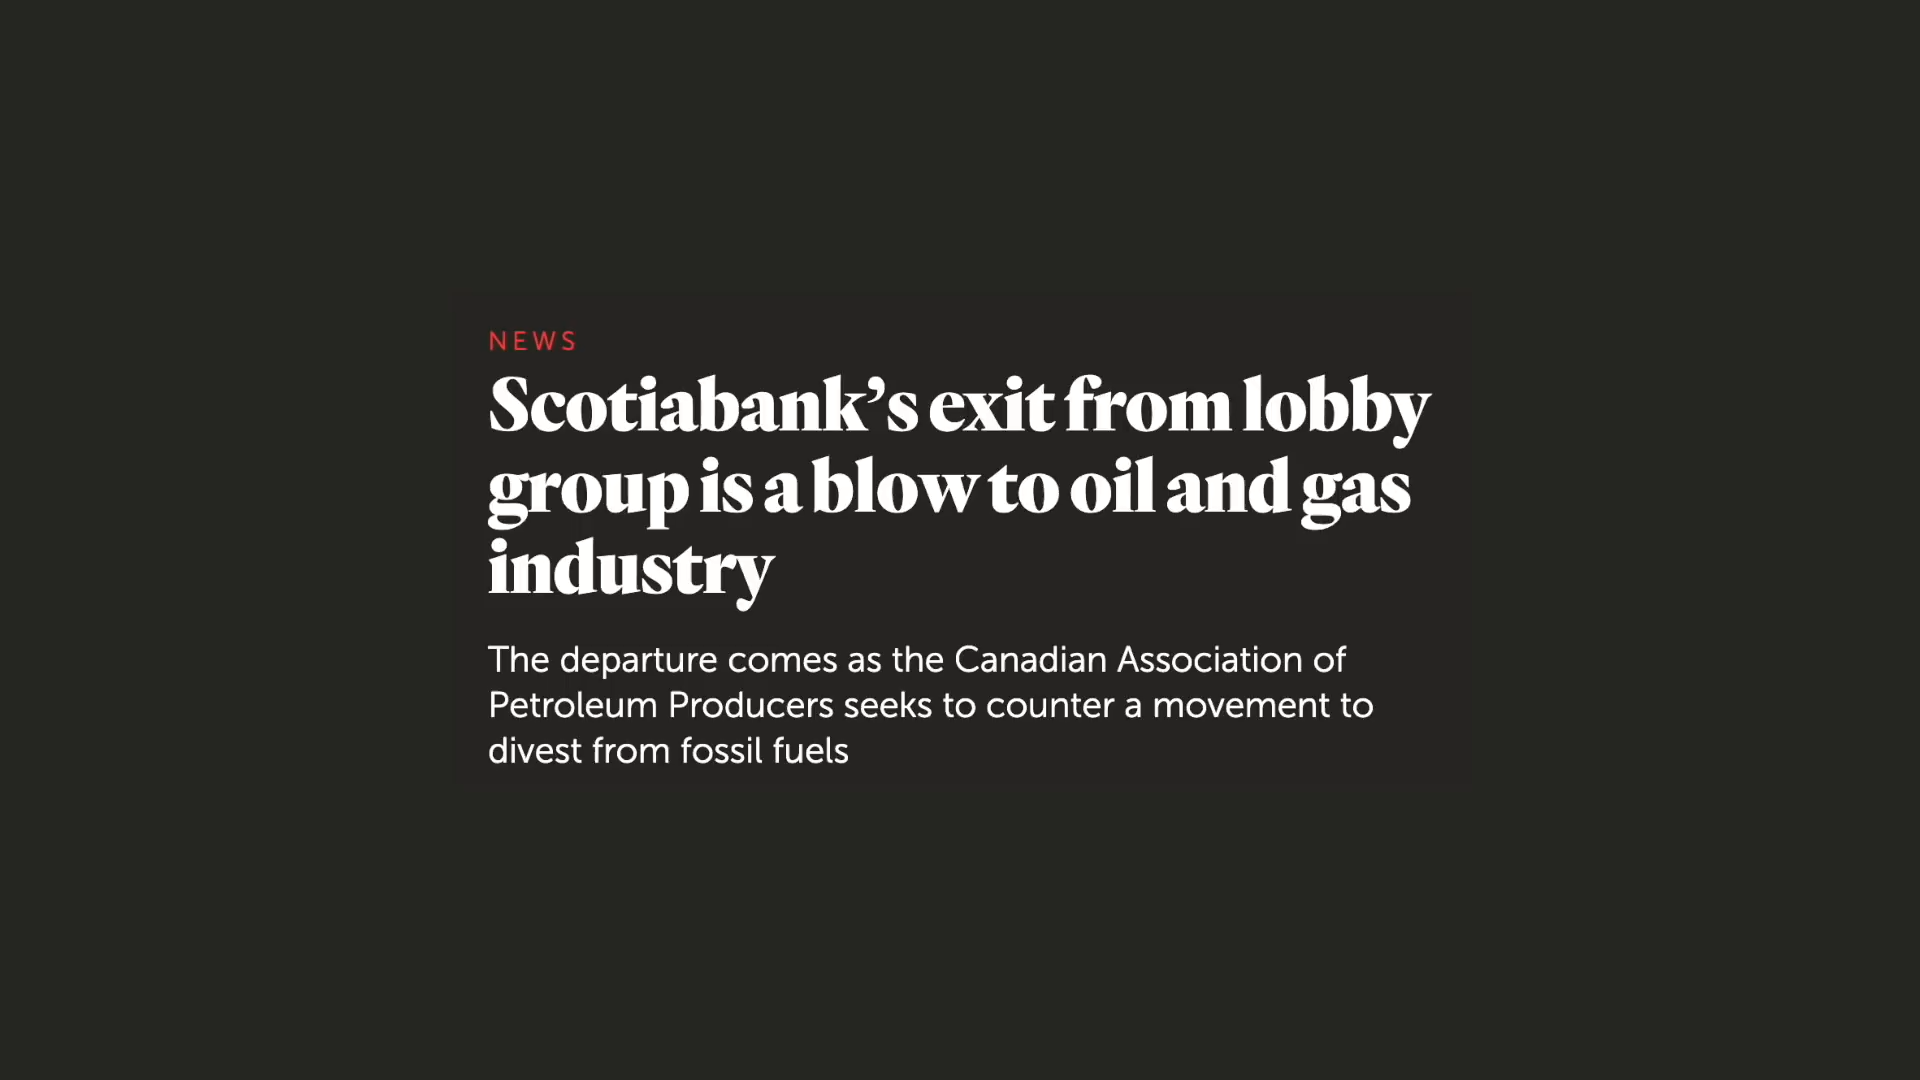 NEWS
Scotiabank’s exit from lobby
group is a blow to oil and gas
industry
The departure comes as the Canadian Association of
Petroleum Producers seeks to counter a movement to
divest from fossil fuels